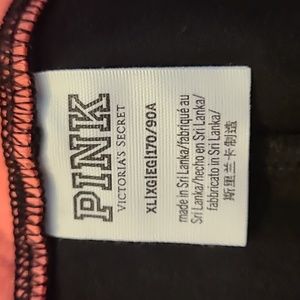 PINK
VICTORIA'S SECRET
XL|XG|EG|170/90A
made in Sri Lanka/fabriqué au
Sri Lanka/hecho en Sri Lanka/
fabbricato in Sri Lanka/
斯里兰卡制造